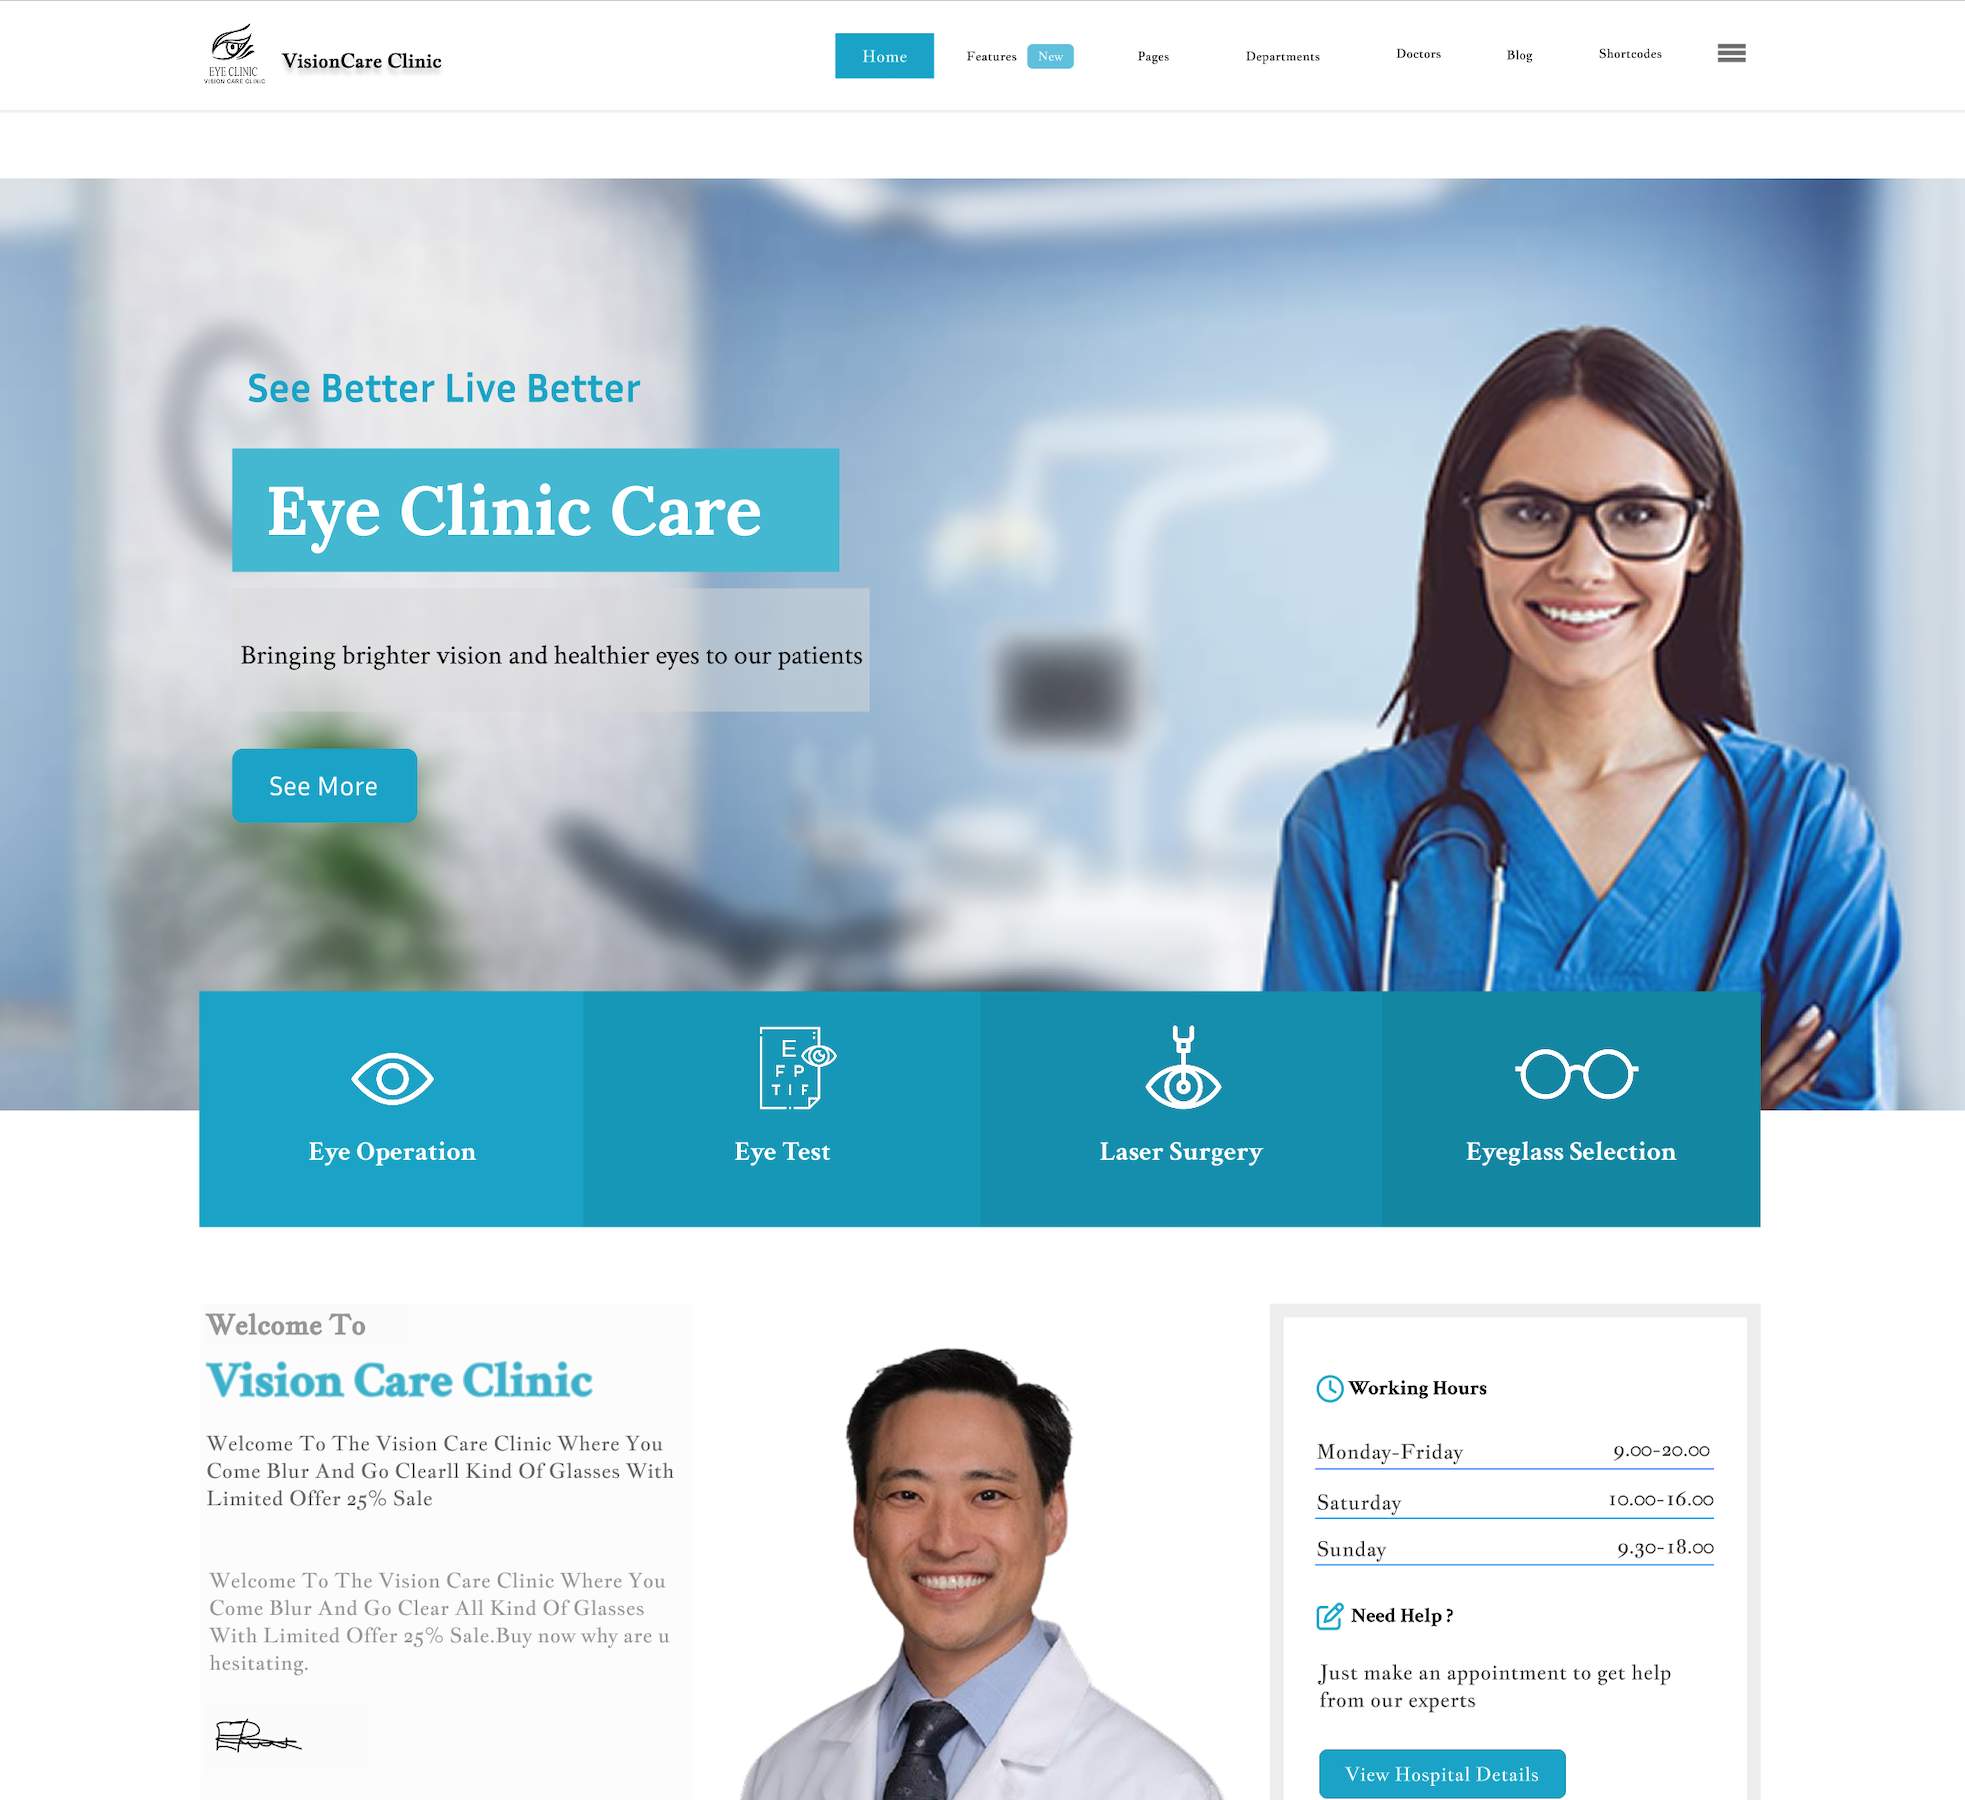 EYE CLINIC
VISION CARE CLINIC
VisionCare Clinic
Home
Features
New
Pages
Departments
Doctors
Blog
Shortcodes
See Better Live Better
Eye Clinic Care
Bringing brighter vision and healthier eyes to our patients
See More
E
F P
T I F
Eye Operation
Eye Test
Laser Surgery
Eyeglass Selection
Welcome To
Vision Care Clinic
Welcome To The Vision Care Clinic Where You
Come Blur And Go Clearll Kind Of Glasses With
Limited Offer 25% Sale
Welcome To The Vision Care Clinic Where You
Come Blur And Go Clear All Kind Of Glasses
With Limited Offer 25% Sale.Buy now why are u
hesitating.
Working Hours
Monday-Friday 9.00-20.00
Saturday 10.00-16.00
Sunday 9.30-18.00
Need Help ?
Just make an appointment to get help
from our experts
View Hospital Details